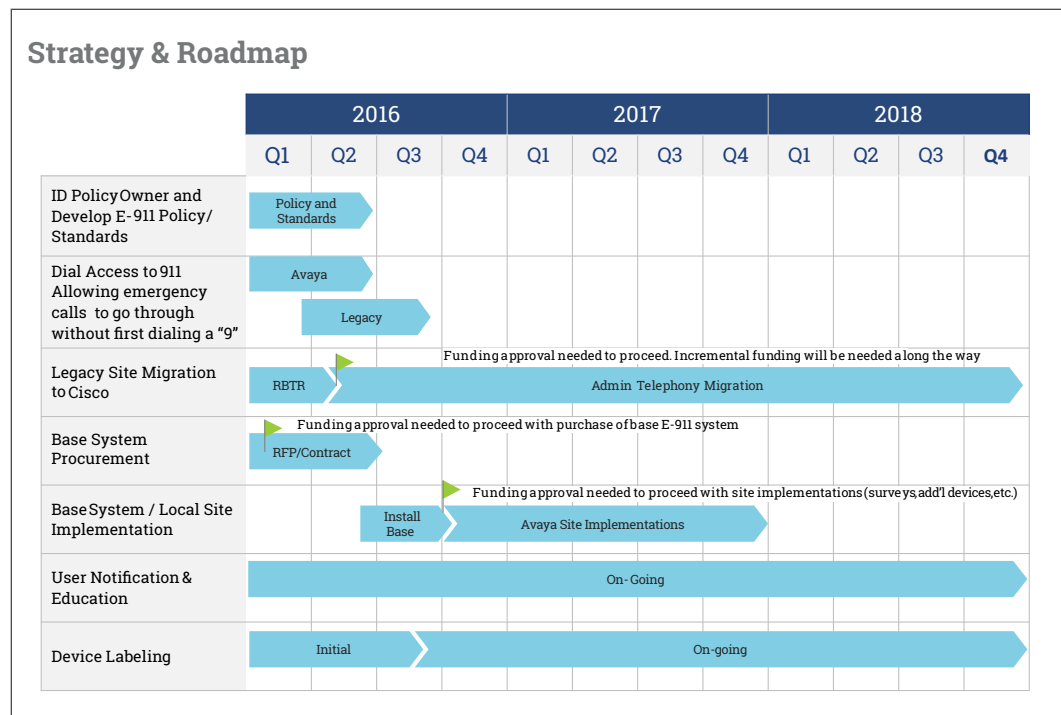 Strategy & Roadmap
2016 2017 2018
Q1 Q2 Q3 Q4 Q1 Q2 Q3 Q4 Q1 Q2 Q3 Q4
ID Policy Owner and
Develop E-911 Policy/
Standards
Policy and
Standards
Dial Access to 911
Allowing emergency
calls to go through
without first dialing a “9”
Avaya
Legacy
Legacy Site Migration
to Cisco
Funding approval needed to proceed. Incremental funding will be needed along the way
RBTR
Admin Telephony Migration
Base System
Procurement
Funding approval needed to proceed with purchase of base E-911 system
RFP/Contract
Base System / Local Site
Implementation
Funding approval needed to proceed with site implementations (surveys, add'l devices, etc.)
Install
Base
Avaya Site Implementations
User Notification &
Education
On-Going
Device Labeling
Initial
On-going